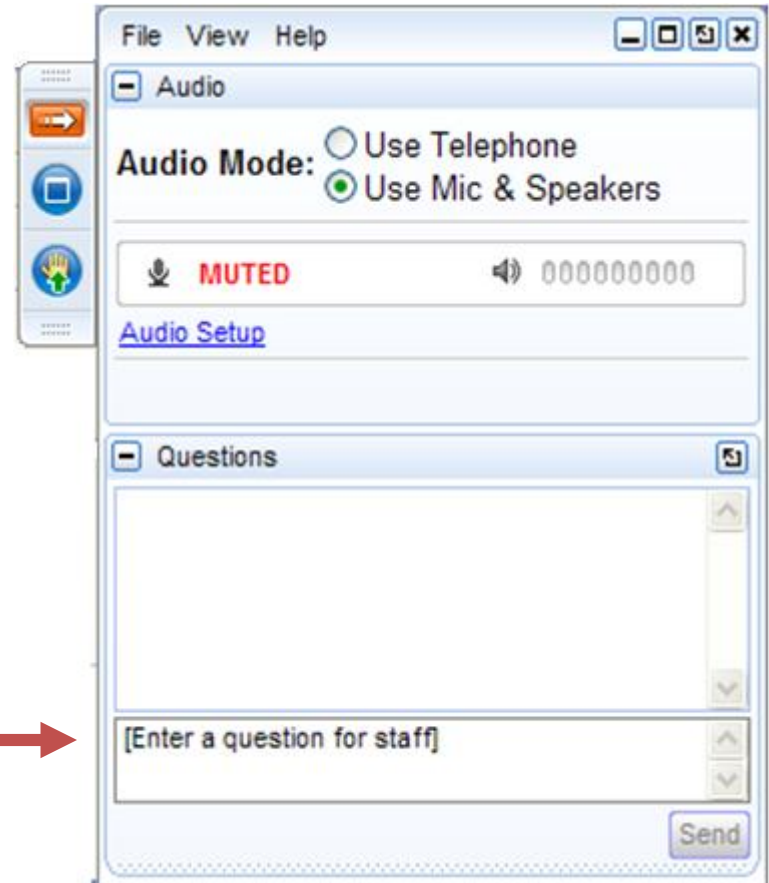 File View Help
Audio
Audio Mode:
Use Telephone
Use Mic & Speakers
MUTED 000000000
Audio Setup
Questions
[Enter a question for staff]
Send